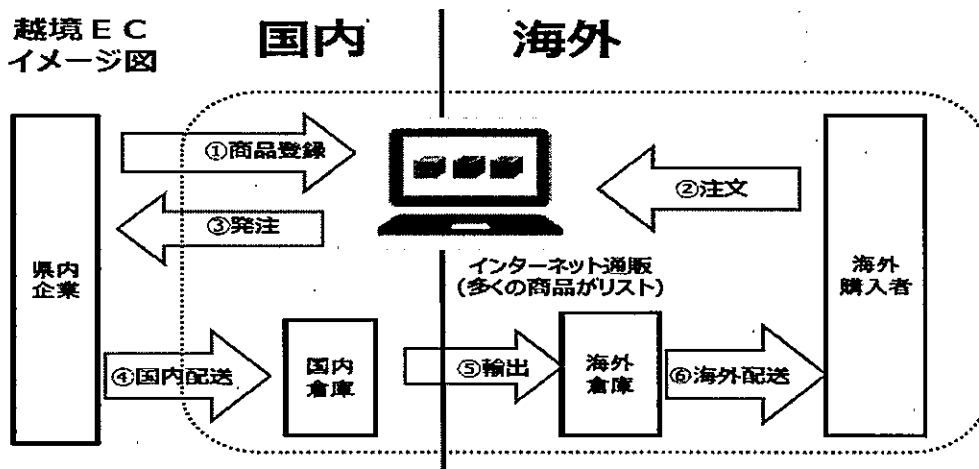 越境ＥＣ
イメージ図
国内
海外
①商品登録
②注文
③発注
インターネット通販
（多くの商品がリスト）
県内
企業
海外
購入者
④国内配送
国内
倉庫
⑤輸出
海外
倉庫
⑥海外配送